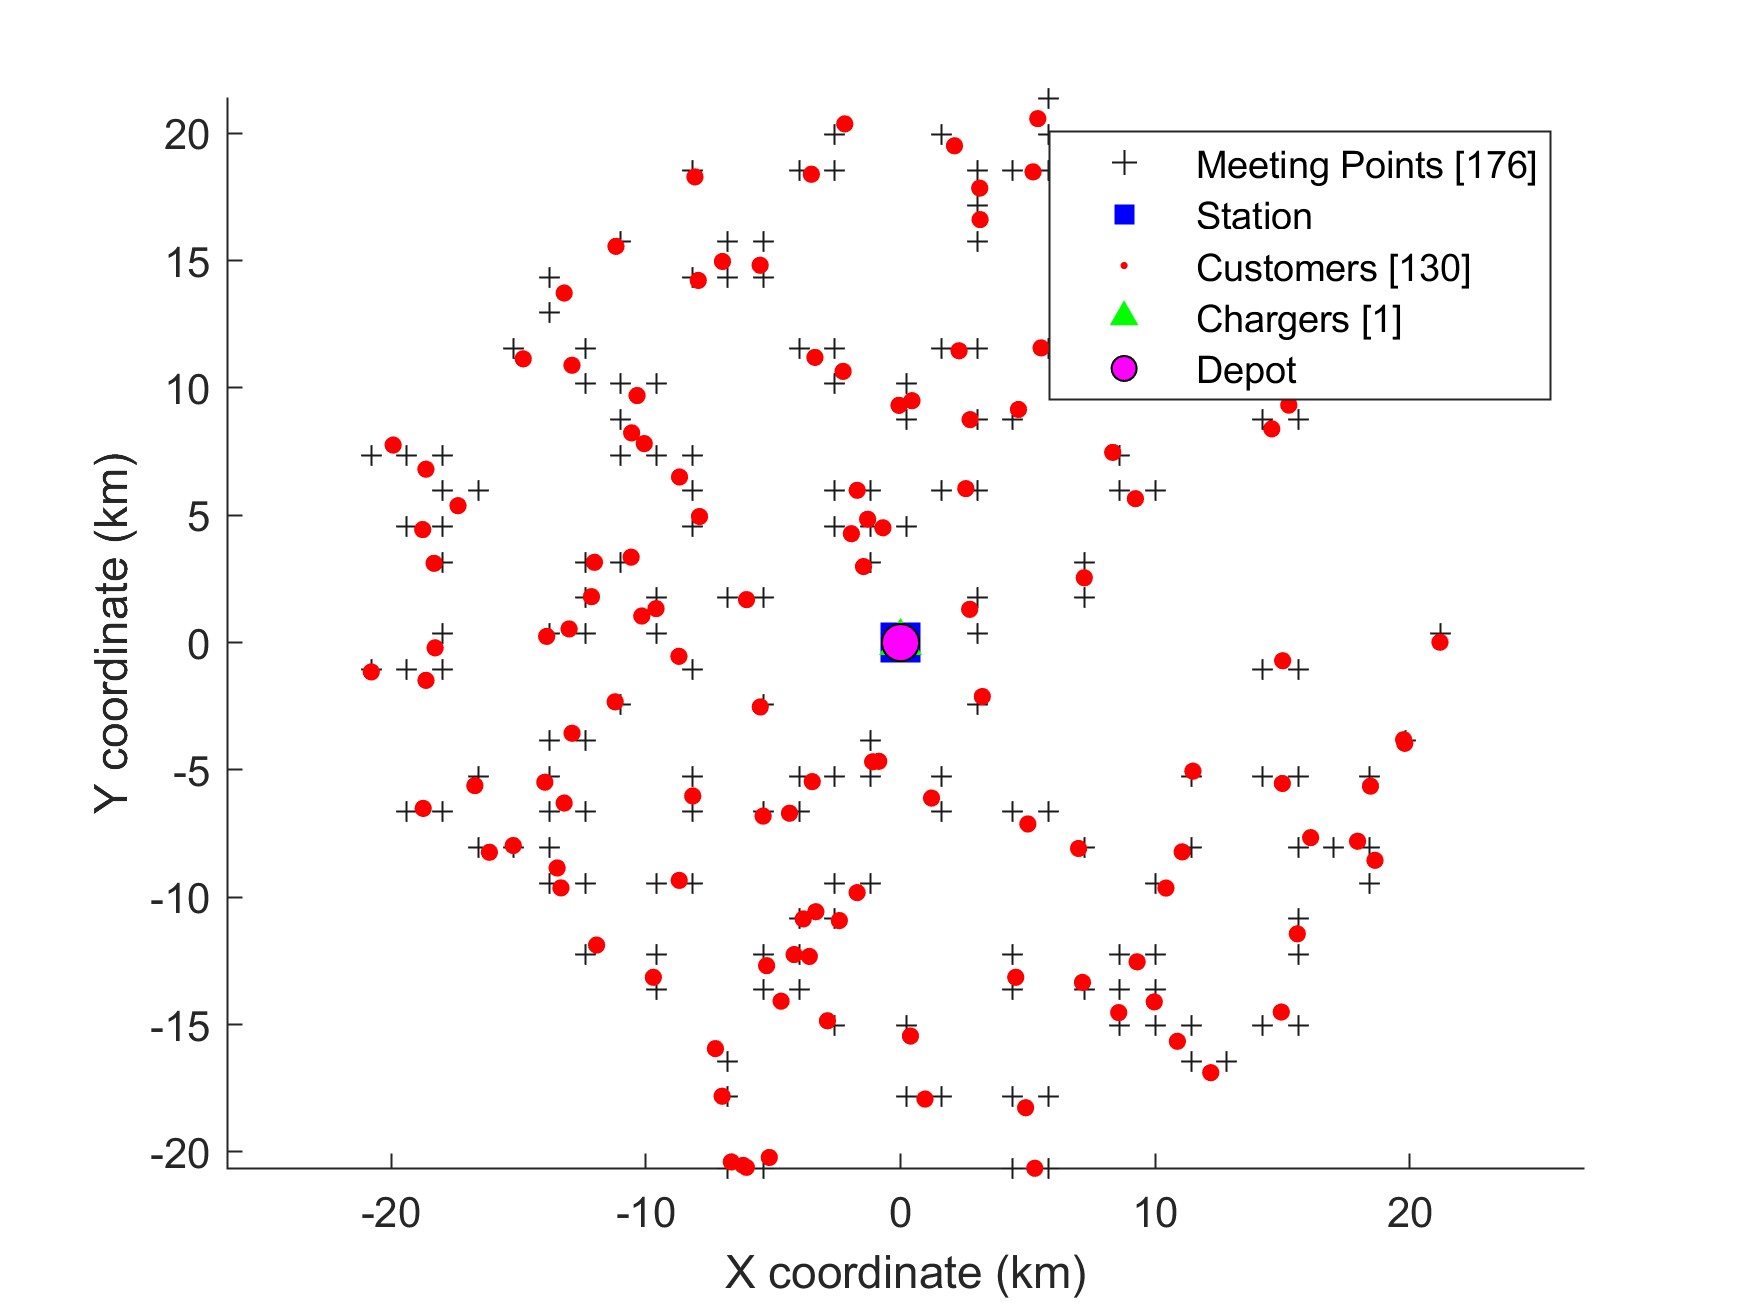 20
15
10
5
0
-5
-10
-15
-20
Y coordinate (km)
Meeting Points [176]
Station
Customers [130]
Chargers [1]
Depot
-20 -10 0 10 20
X coordinate (km)